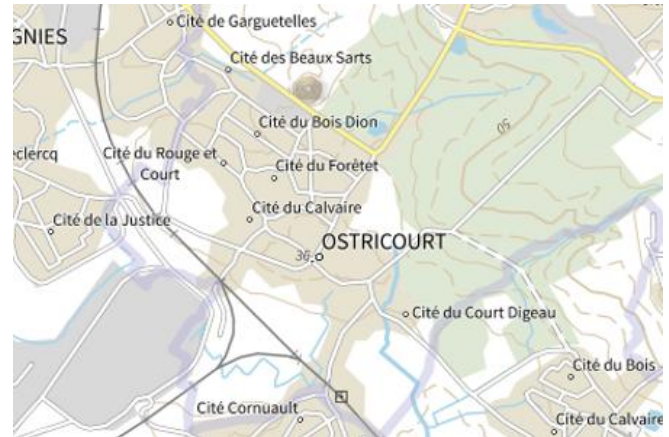 Cité de Garguetelles
GNIES
Cité des Beaux Sarts
Cité du Bois Dion
eclercq
Cité du Rouge et
Court
Cité du Forêtet
50
Cité du Calvaire
Cité de la Justice
OSTRICOURT
36
Cité du Court Digeau
Cité du Bois
Cité Cornuault
Cité du Calvaire